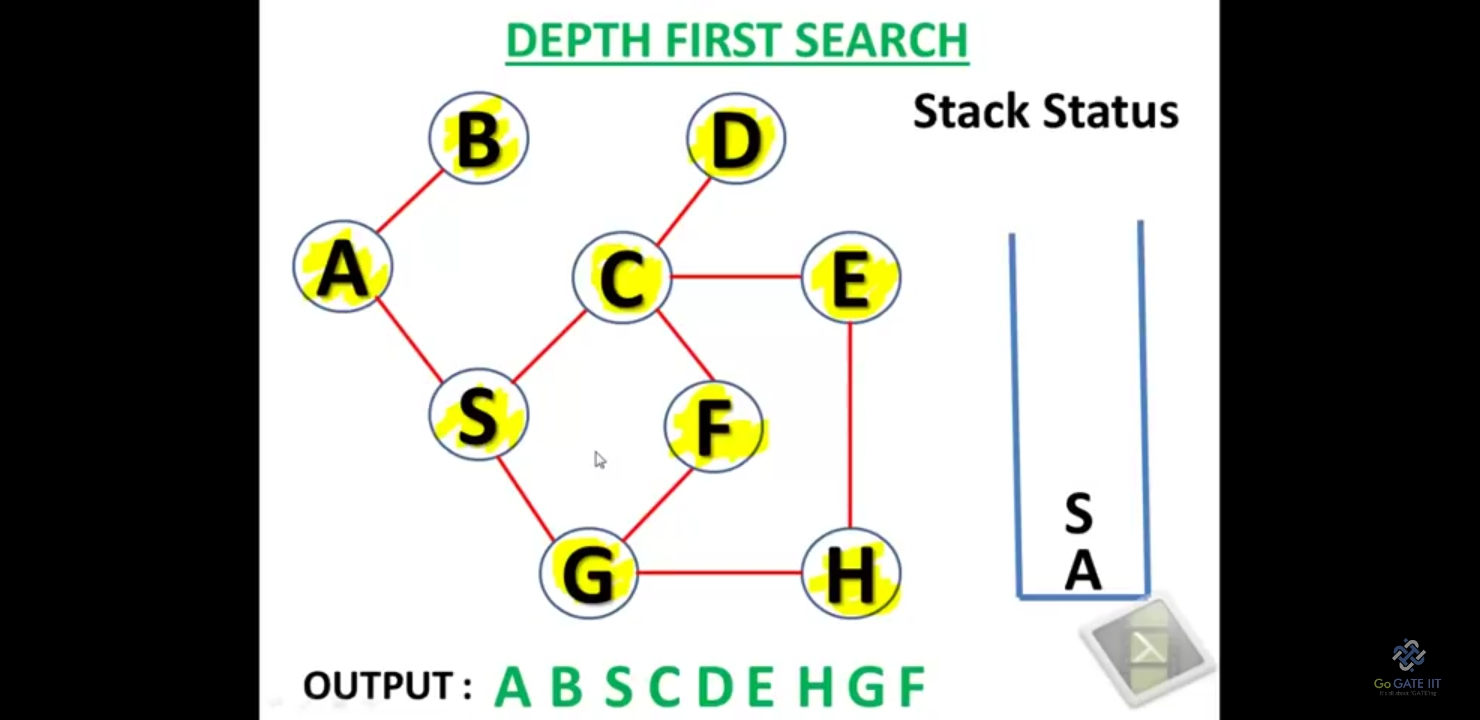 DEPTH FIRST SEARCH
Stack Status
B
D
A
C
E
S
F
G
H
S
A
OUTPUT : A B S C D E H G F
Go GATE IIT